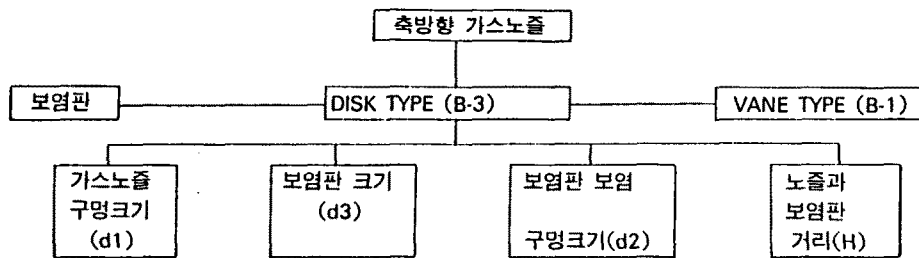 축방향 가스노즐
보염판
DISK TYPE (B-3)
VANE TYPE (B-1)
가스노즐
구멍크기
(d1)
보염판 크기
(d3)
보염판 보염
구멍크기(d2)
노즐과
보염판
거리(H)